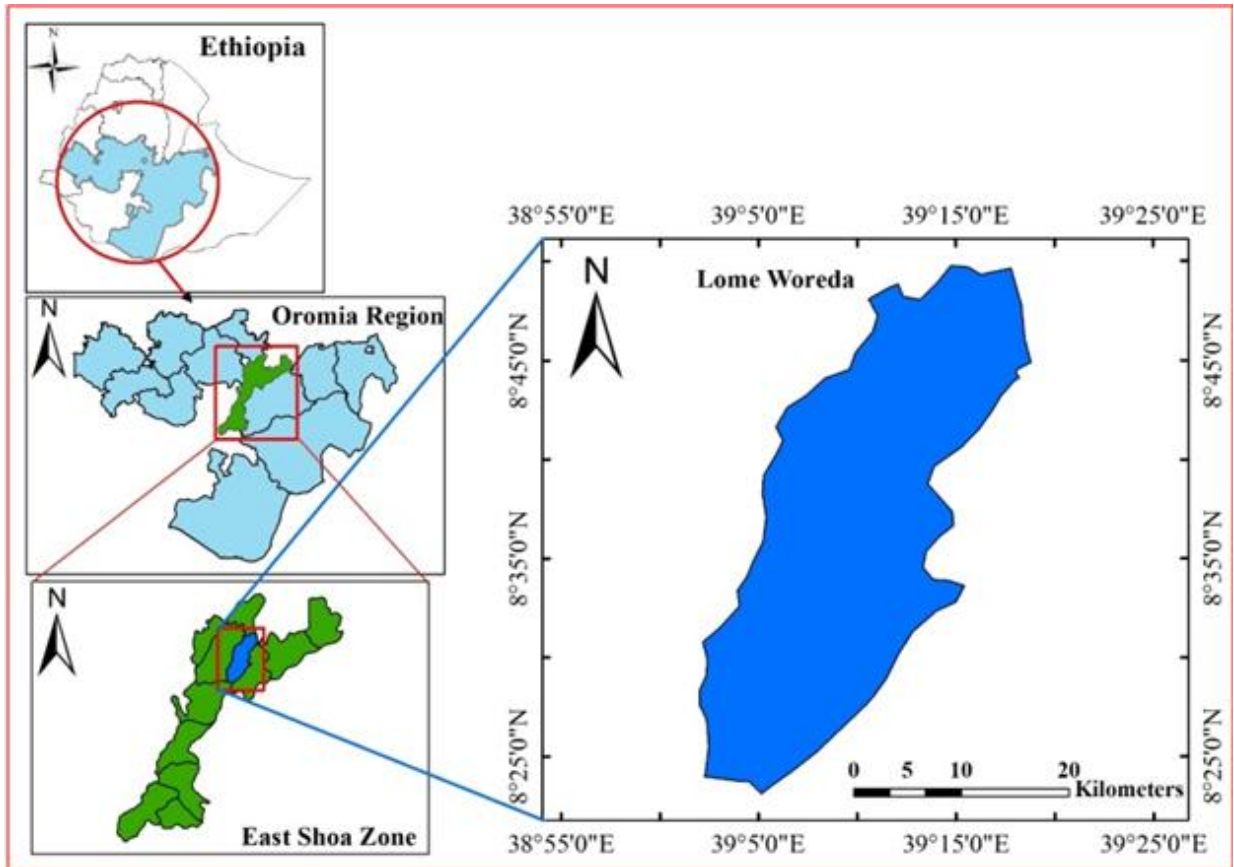 N
Ethiopia
N
Oromia Region
N
East Shoa Zone
38°55'0"E 39°5'0"E 39°15'0"E 39°25'0"E
N
Lome Woreda
8°45'0"N
8°35'0"N
8°25'0"N
8°45'0"N
8°35'0"N
8°25'0"N
0 5 10 20
Kilometers
38°55'0"E 39°5'0"E 39°15'0"E 39°25'0"E